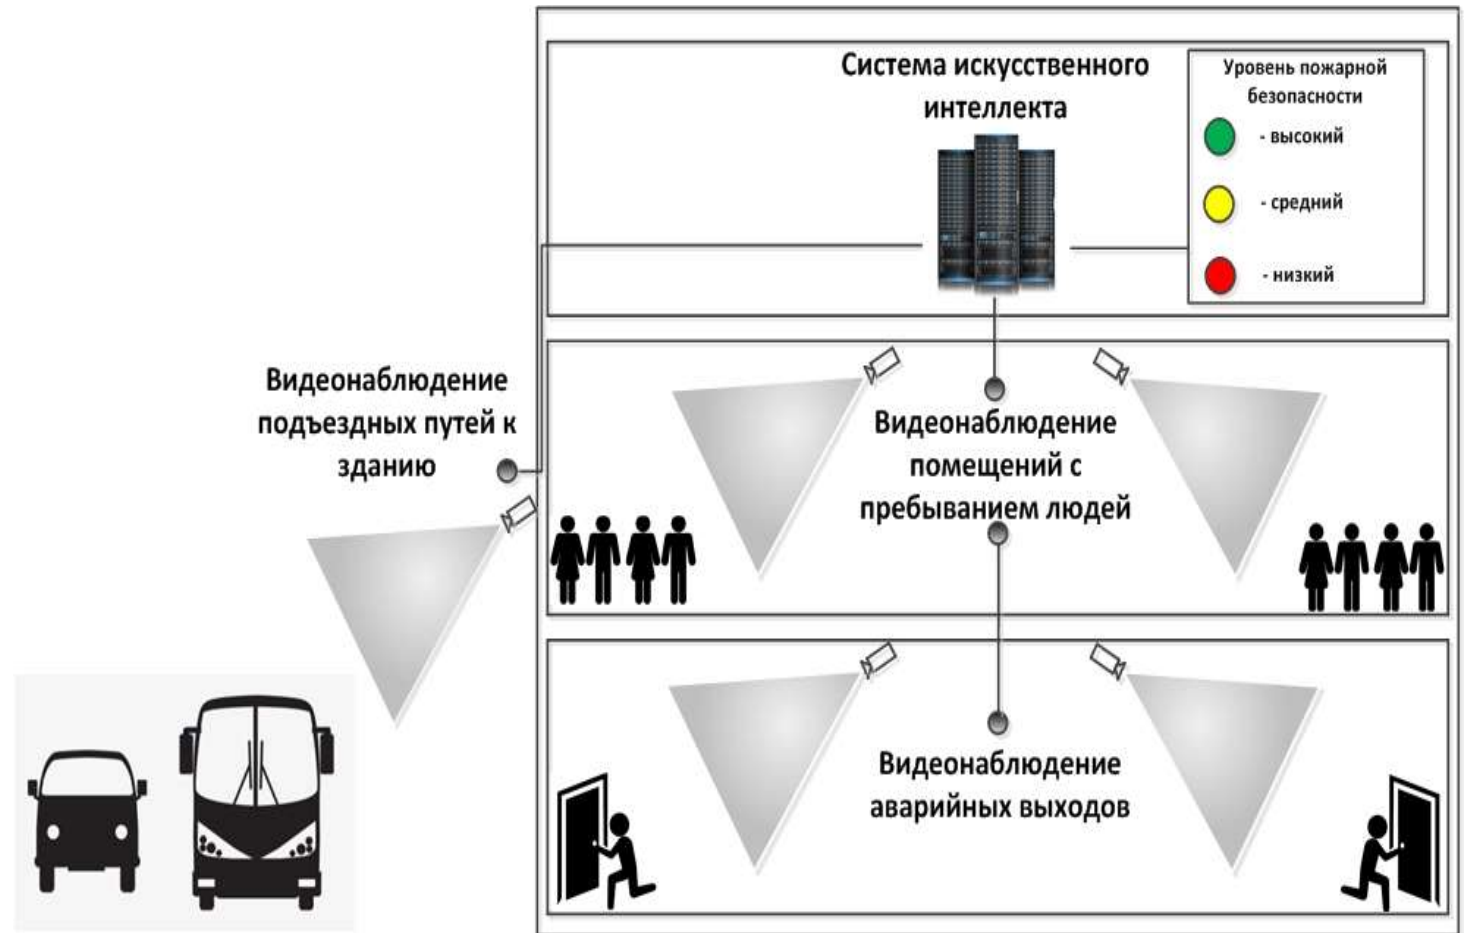 Система искусственного
интеллекта
Уровень пожарной
безопасности
- высокий
- средний
- низкий
Видеонаблюдение
подъездных путей к
зданию
Видеонаблюдение
помещений с
пребыванием людей
Видеонаблюдение
аварийных выходов